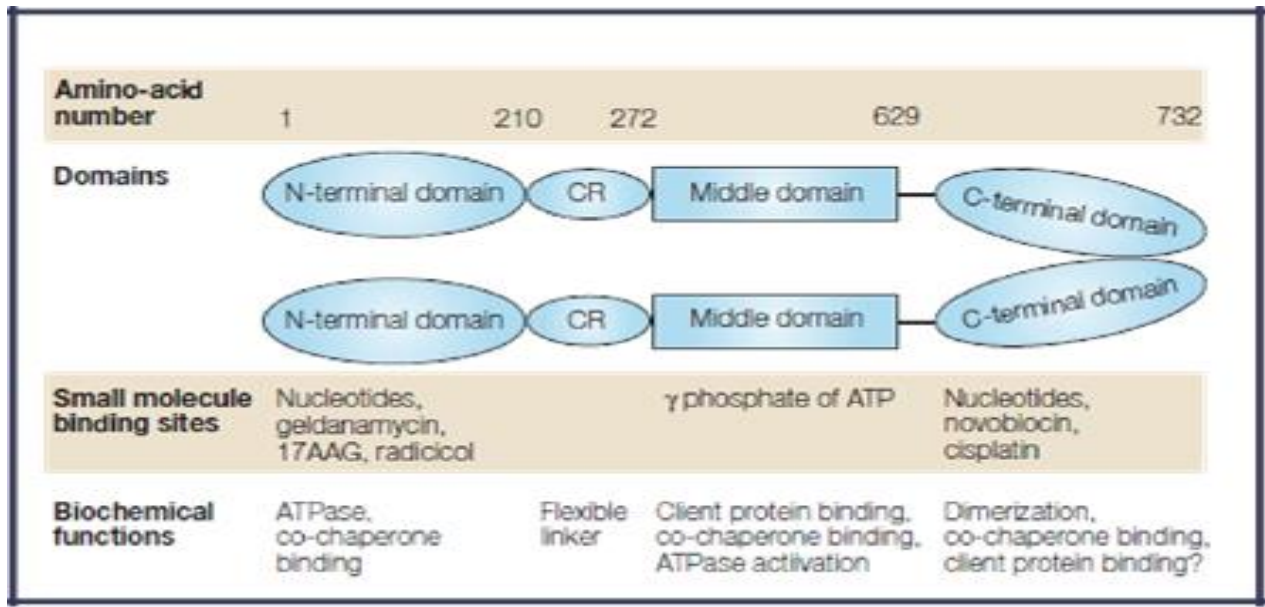 Amino-acid
number 1 210 272 629 732
Domains
N-terminal domain CR Middle domain C-terminal domain
N-terminal domain CR Middle domain C-terminal domain
Small molecule Nucleotides, γ phosphate of ATP Nucleotides,
binding sites geldanamycin, novobiocin,
17AAG, radicicol cisplatin
Biochemical ATPase, Flexible Client protein binding, Dimerization,
functions co-chaperone linker co-chaperone binding, co-chaperone binding,
binding ATPase actiivation client protein binding?